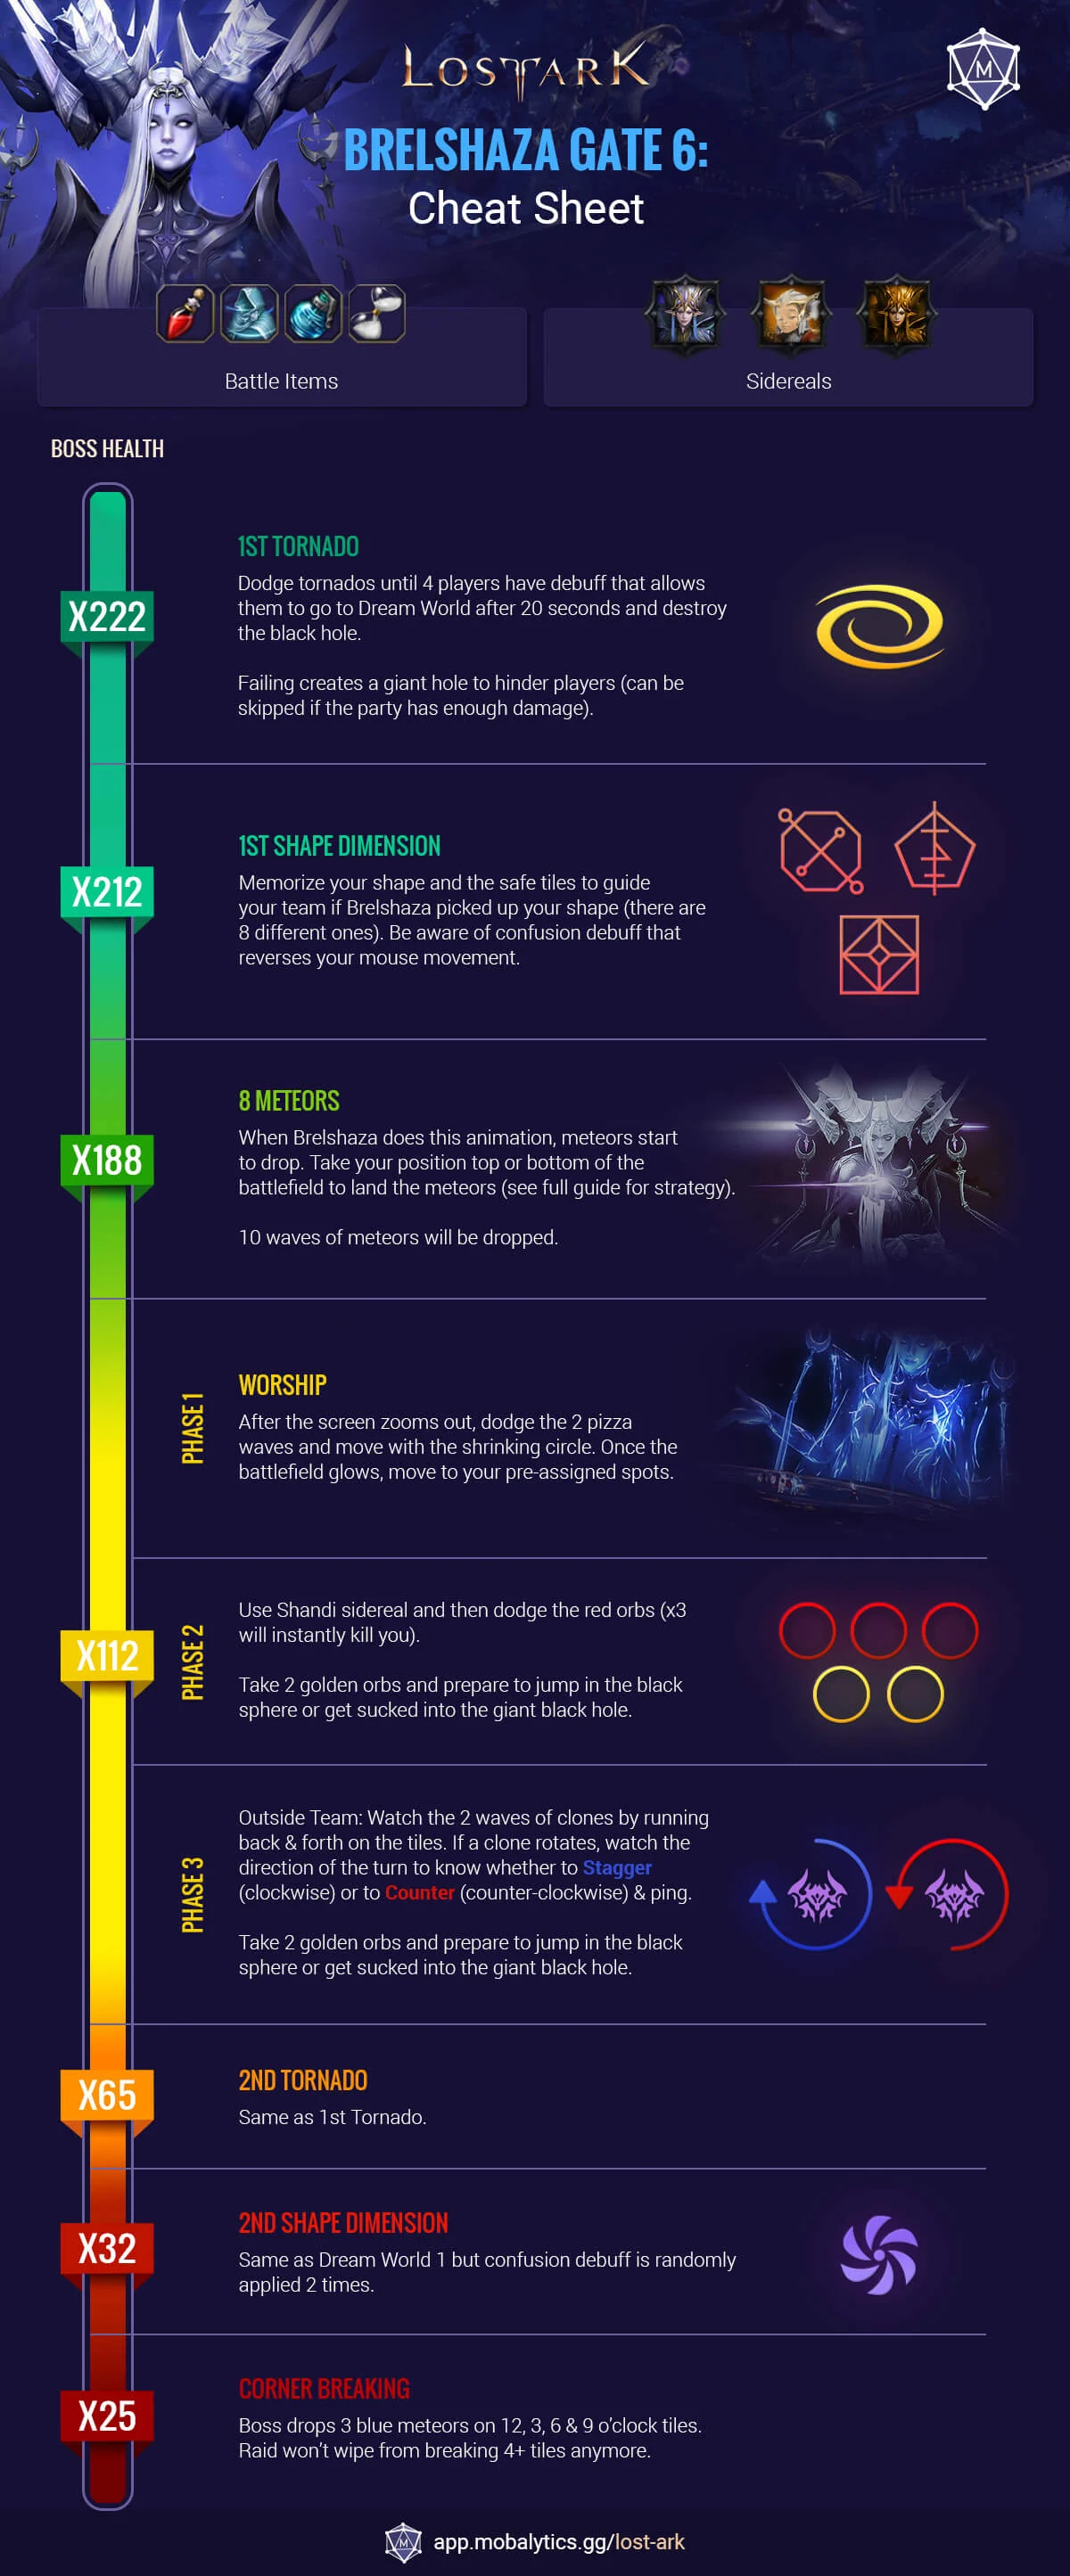 LOST ARK
M
BRELSHAZA GATE 6:
Cheat Sheet
Battle Items
Sidereals
BOSS HEALTH
X222
1ST TORNADO
Dodge tornados until 4 players have debuff that allows
them to go to Dream World after 20 seconds and destroy
the black hole.
Failing creates a giant hole to hinder players (can be
skipped if the party has enough damage).
X212
1ST SHAPE DIMENSION
Memorize your shape and the safe tiles to guide
your team if Brelshaza picked up your shape (there are
8 different ones). Be aware of confusion debuff that
reverses your mouse movement.
X188
8 METEORS
When Brelshaza does this animation, meteors start
to drop. Take your position top or bottom of the
battlefield to land the meteors (see full guide for strategy).
10 waves of meteors will be dropped.
X112
PHASE 1
WORSHIP
After the screen zooms out, dodge the 2 pizza
waves and move with the shrinking circle. Once the
battlefield glows, move to your pre-assigned spots.
PHASE 2
Use Shandi sidereal and then dodge the red orbs (x3
will instantly kill you).
Take 2 golden orbs and prepare to jump in the black
sphere or get sucked into the giant black hole.
PHASE 3
Outside Team: Watch the 2 waves of clones by running
back & forth on the tiles. If a clone rotates, watch the
direction of the turn to know whether to Stagger
(clockwise) or to Counter (counter-clockwise) & ping.
Take 2 golden orbs and prepare to jump in the black
sphere or get sucked into the giant black hole.
X65
2ND TORNADO
Same as 1st Tornado.
X32
2ND SHAPE DIMENSION
Same as Dream World 1 but confusion debuff is randomly
applied 2 times.
X25
CORNER BREAKING
Boss drops 3 blue meteors on 12, 3, 6 & 9 o'clock tiles.
Raid won't wipe from breaking 4+ tiles anymore.
M
app.mobalytics.gg/lost-ark